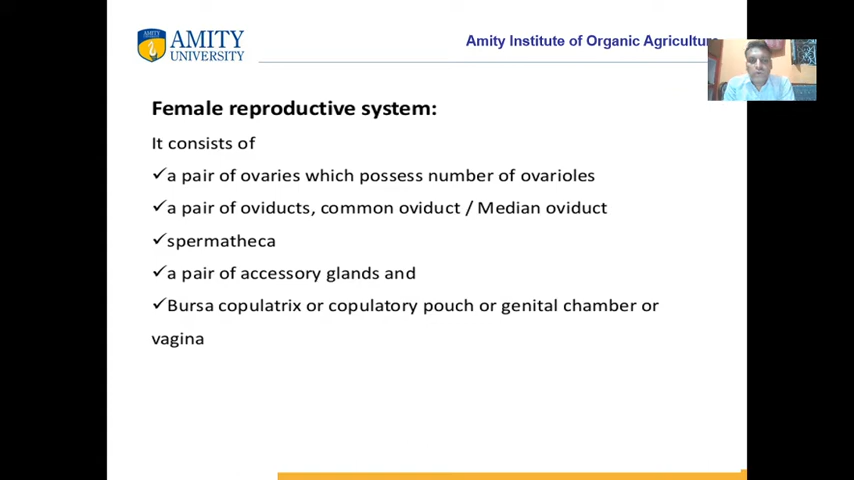 AMITY
AMITY
UNIVERSITY
Amity Institute of Organic Agriculture
Female reproductive system:
It consists of
✓a pair of ovaries which possess number of ovarioles
✓a pair of oviducts, common oviduct / Median oviduct
✓spermatheca
✓a pair of accessory glands and
✓Bursa copulatrix or copulatory pouch or genital chamber or
vagina